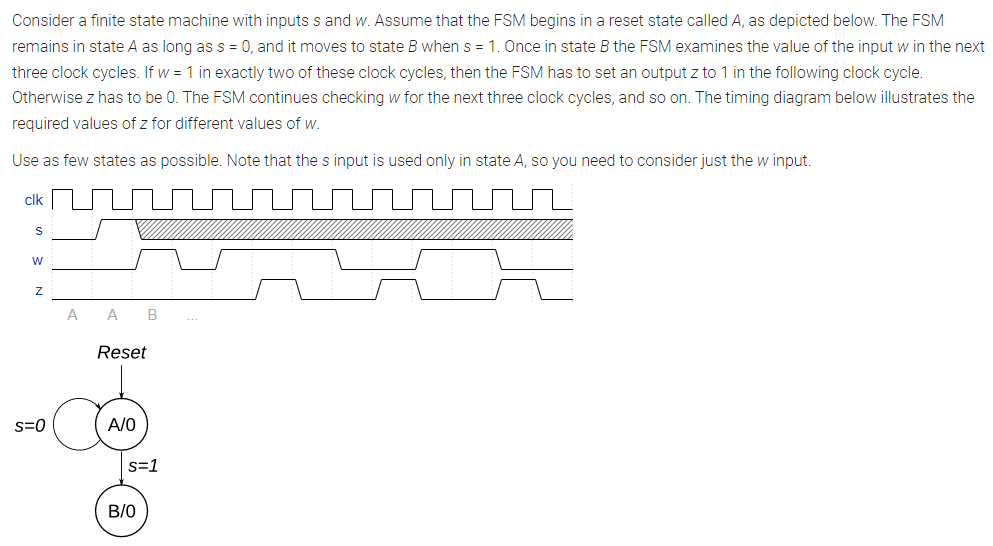 Consider a finite state machine with inputs s and w. Assume that the FSM begins in a reset state called A, as depicted below. The FSM
remains in state A as long as s = 0, and it moves to state B when s = 1. Once in state B the FSM examines the value of the input w in the next
three clock cycles. If w = 1 in exactly two of these clock cycles, then the FSM has to set an output z to 1 in the following clock cycle.
Otherwise z has to be 0. The FSM continues checking w for the next three clock cycles, and so on. The timing diagram below illustrates the
required values of z for different values of w.
Use as few states as possible. Note that the s input is used only in state A, so you need to consider just the w input.
clk
s
w
z
A A B ...
Reset
s=0
A/0
s=1
B/0